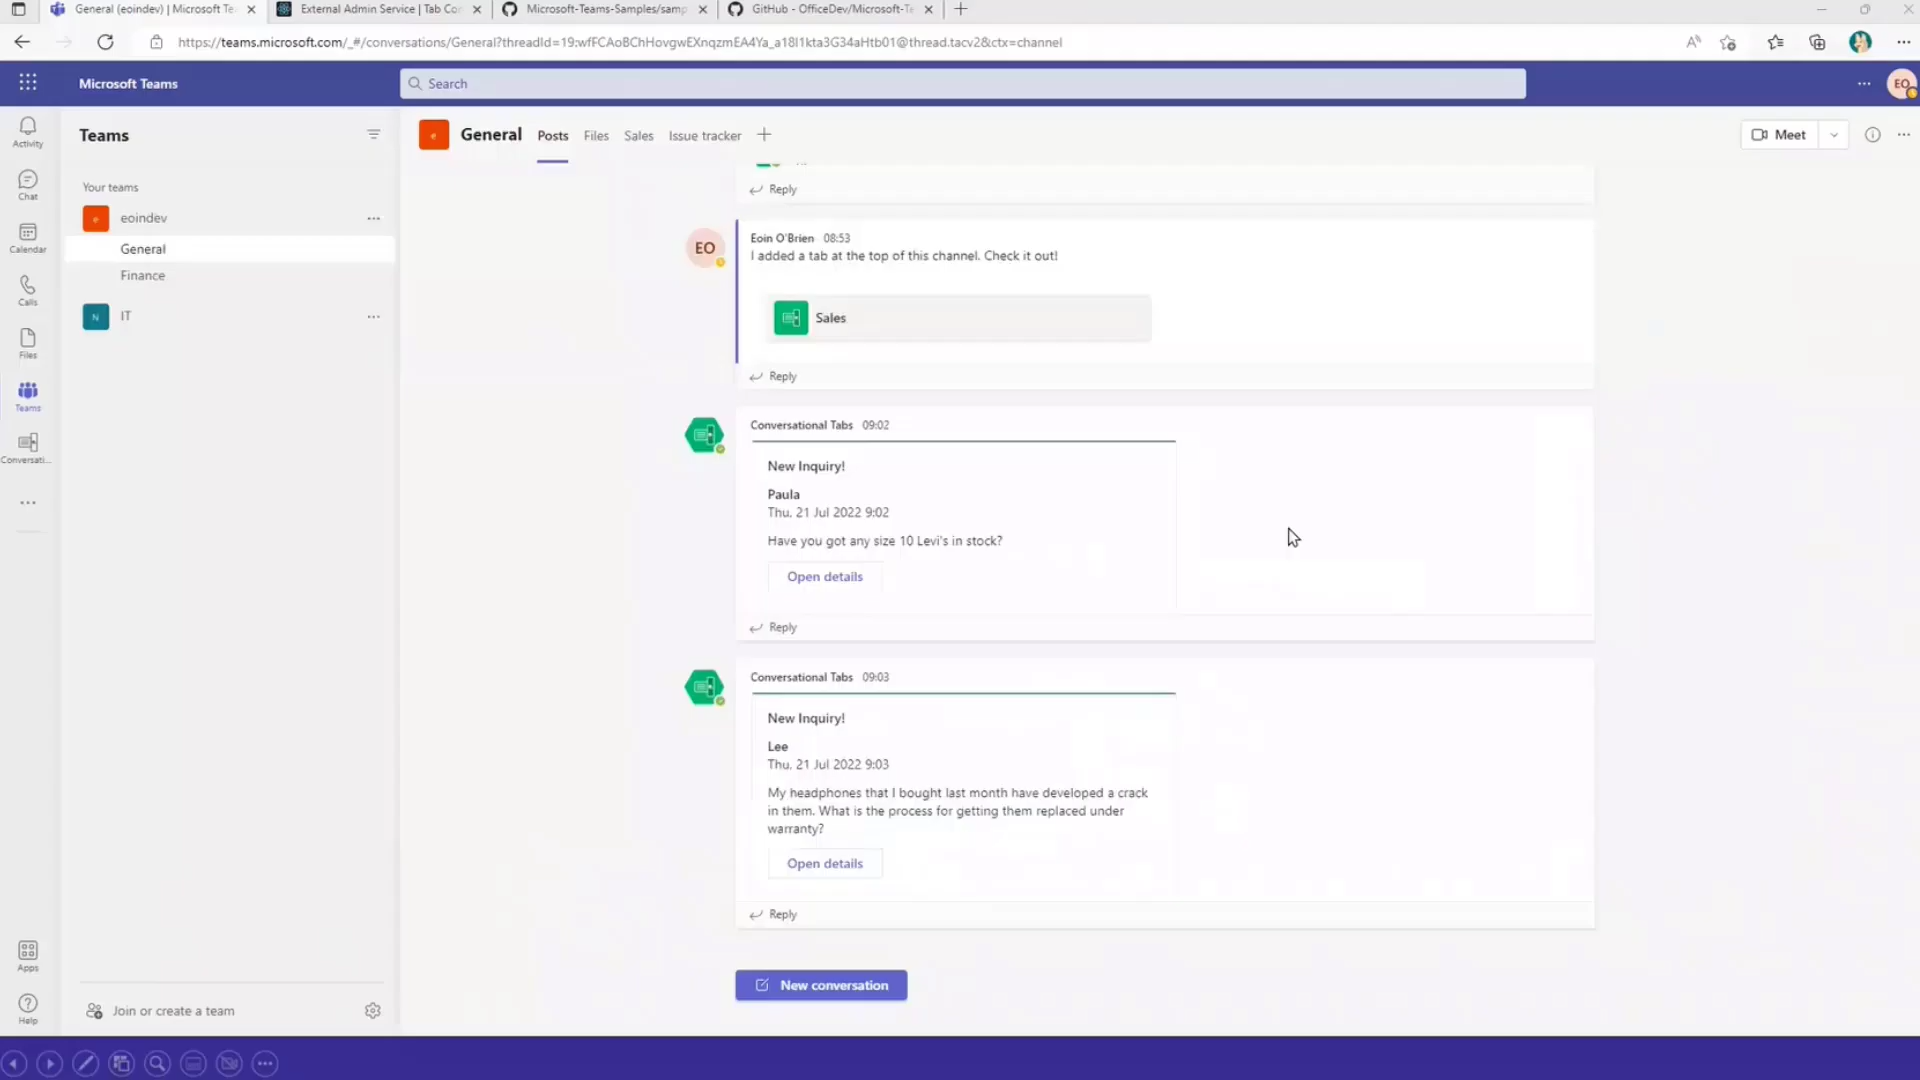 General (eoindev) | Microsoft Te
External Admin Service | Tab Co
Microsoft-Teams-Samples/samp
GitHub - OfficeDev/Microsoft-Te
https://teams.microsoft.com/_#/conversations/General?threadId=19:wfFCAoBChHovgwEXnqzmEA4Ya_a18I1kta3G34aHtb01@thread.tacv2&ctx=channel
Microsoft Teams
Search
EO
Activity
Chat
Calendar
Calls
Files
Teams
Conversati...
Apps
Help
Teams
Your teams
e
eoindev
General
Finance
N
IT
Join or create a team
e
General
Posts
Files
Sales
Issue tracker
Meet
Reply
EO
Eoin O'Brien 08:53
I added a tab at the top of this channel. Check it out!
Sales
Reply
Conversational Tabs 09:02
New Inquiry!
Paula
Thu, 21 Jul 2022 9:02
Have you got any size 10 Levi's in stock?
Open details
Reply
Conversational Tabs 09:03
New Inquiry!
Lee
Thu, 21 Jul 2022 9:03
My headphones that I bought last month have developed a crack
in them. What is the process for getting them replaced under
warranty?
Open details
Reply
New conversation